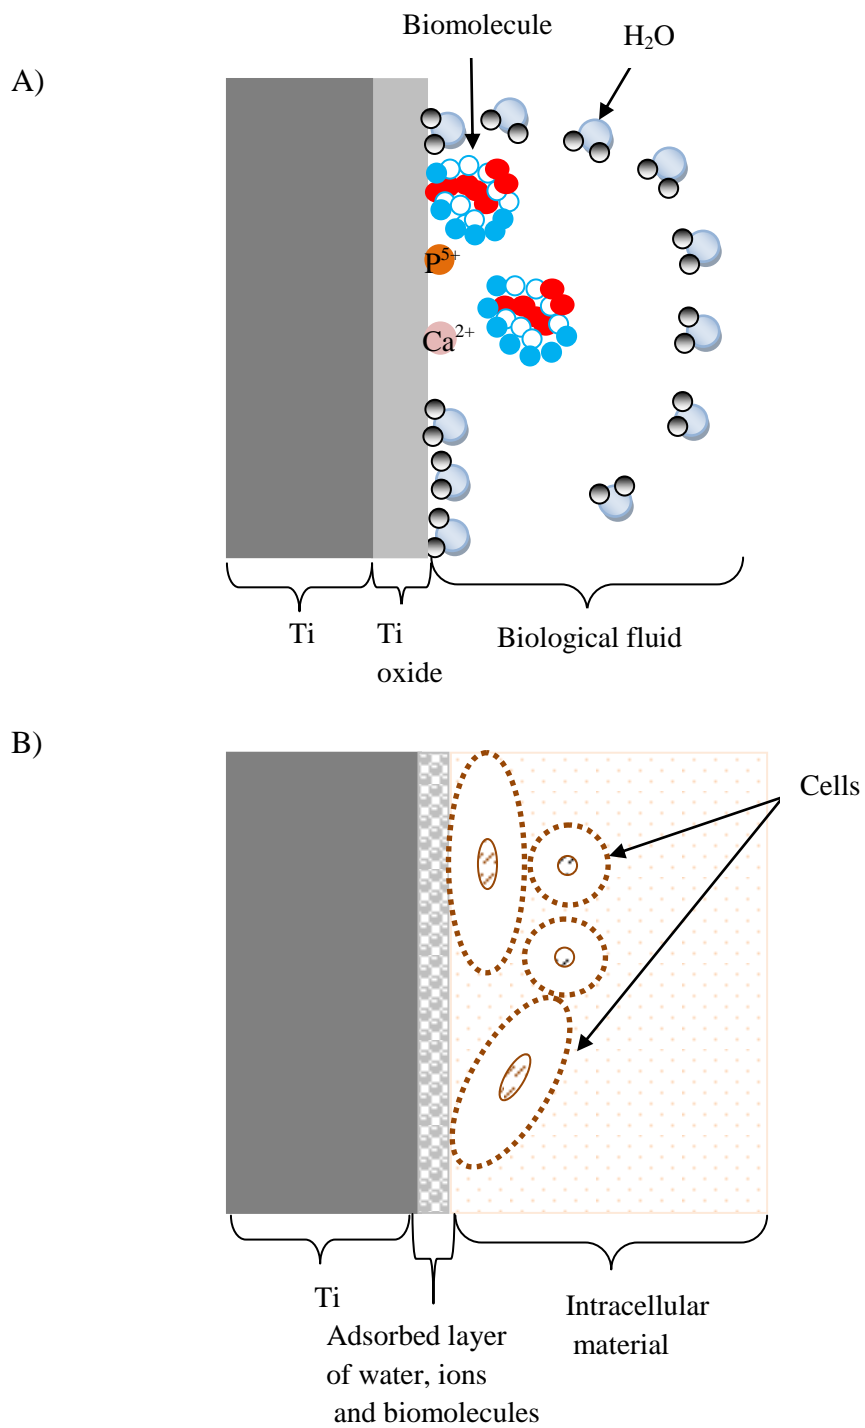 Biomolecule
H₂O
A)
P⁵⁺
Ca²⁺
Ti
Ti
oxide
Biological fluid
B)
Cells
Ti
Adsorbed layer
of water, ions
and biomolecules
Intracellular
material